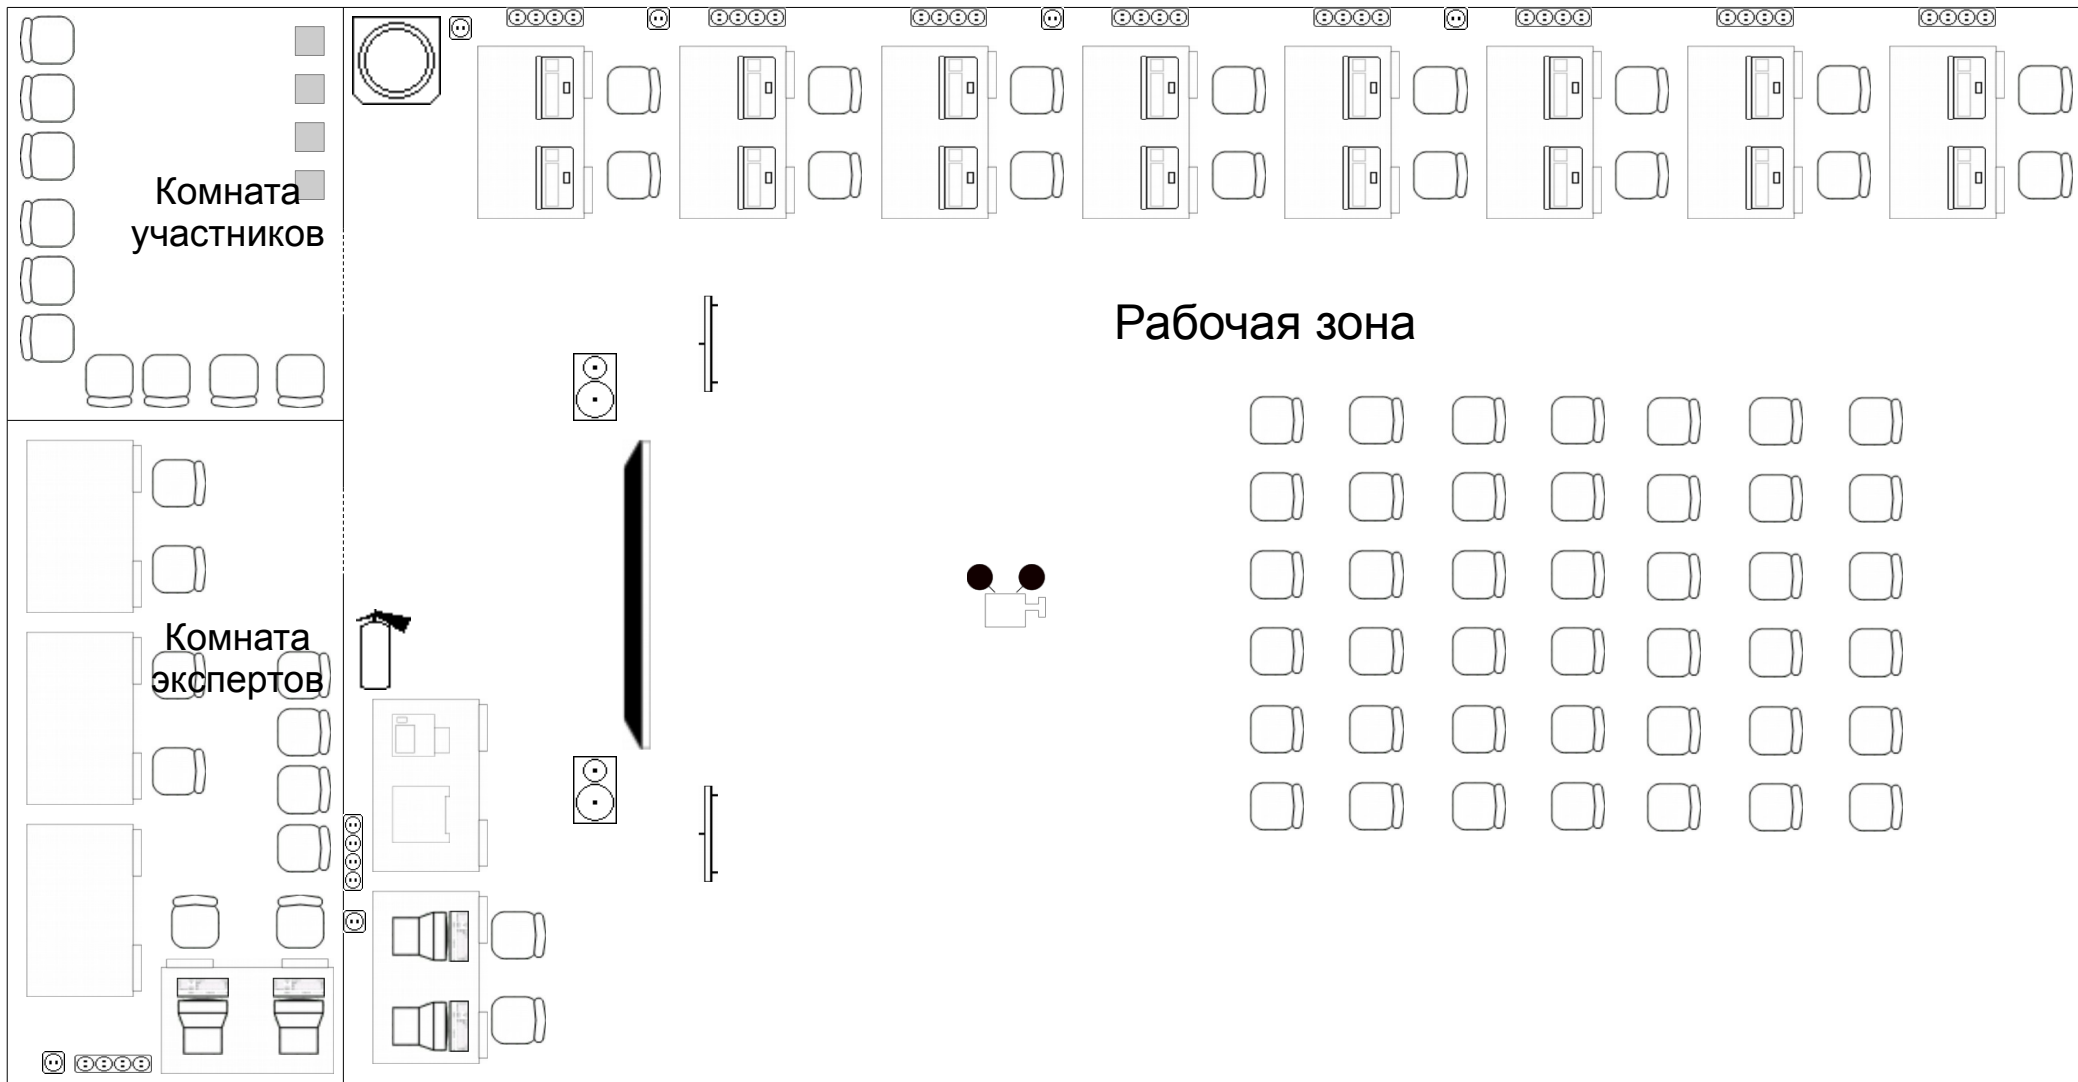 Комната
участников
Рабочая зона
Комната
экспертов